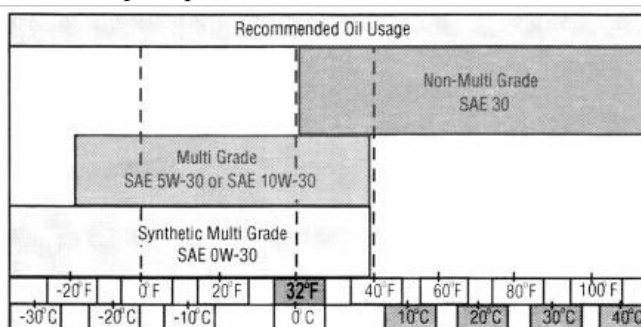 Recommended Oil Usage
Non-Multi Grade
SAE 30
Multi Grade
SAE 5W-30 or SAE 10W-30
Synthetic Multi Grade
SAE 0W-30
-20°F 0°F 20°F 32°F 40°F 60°F 80°F 100°F
-30°C -20°C -10°C 0°C 10°C 20°C 30°C 40°C